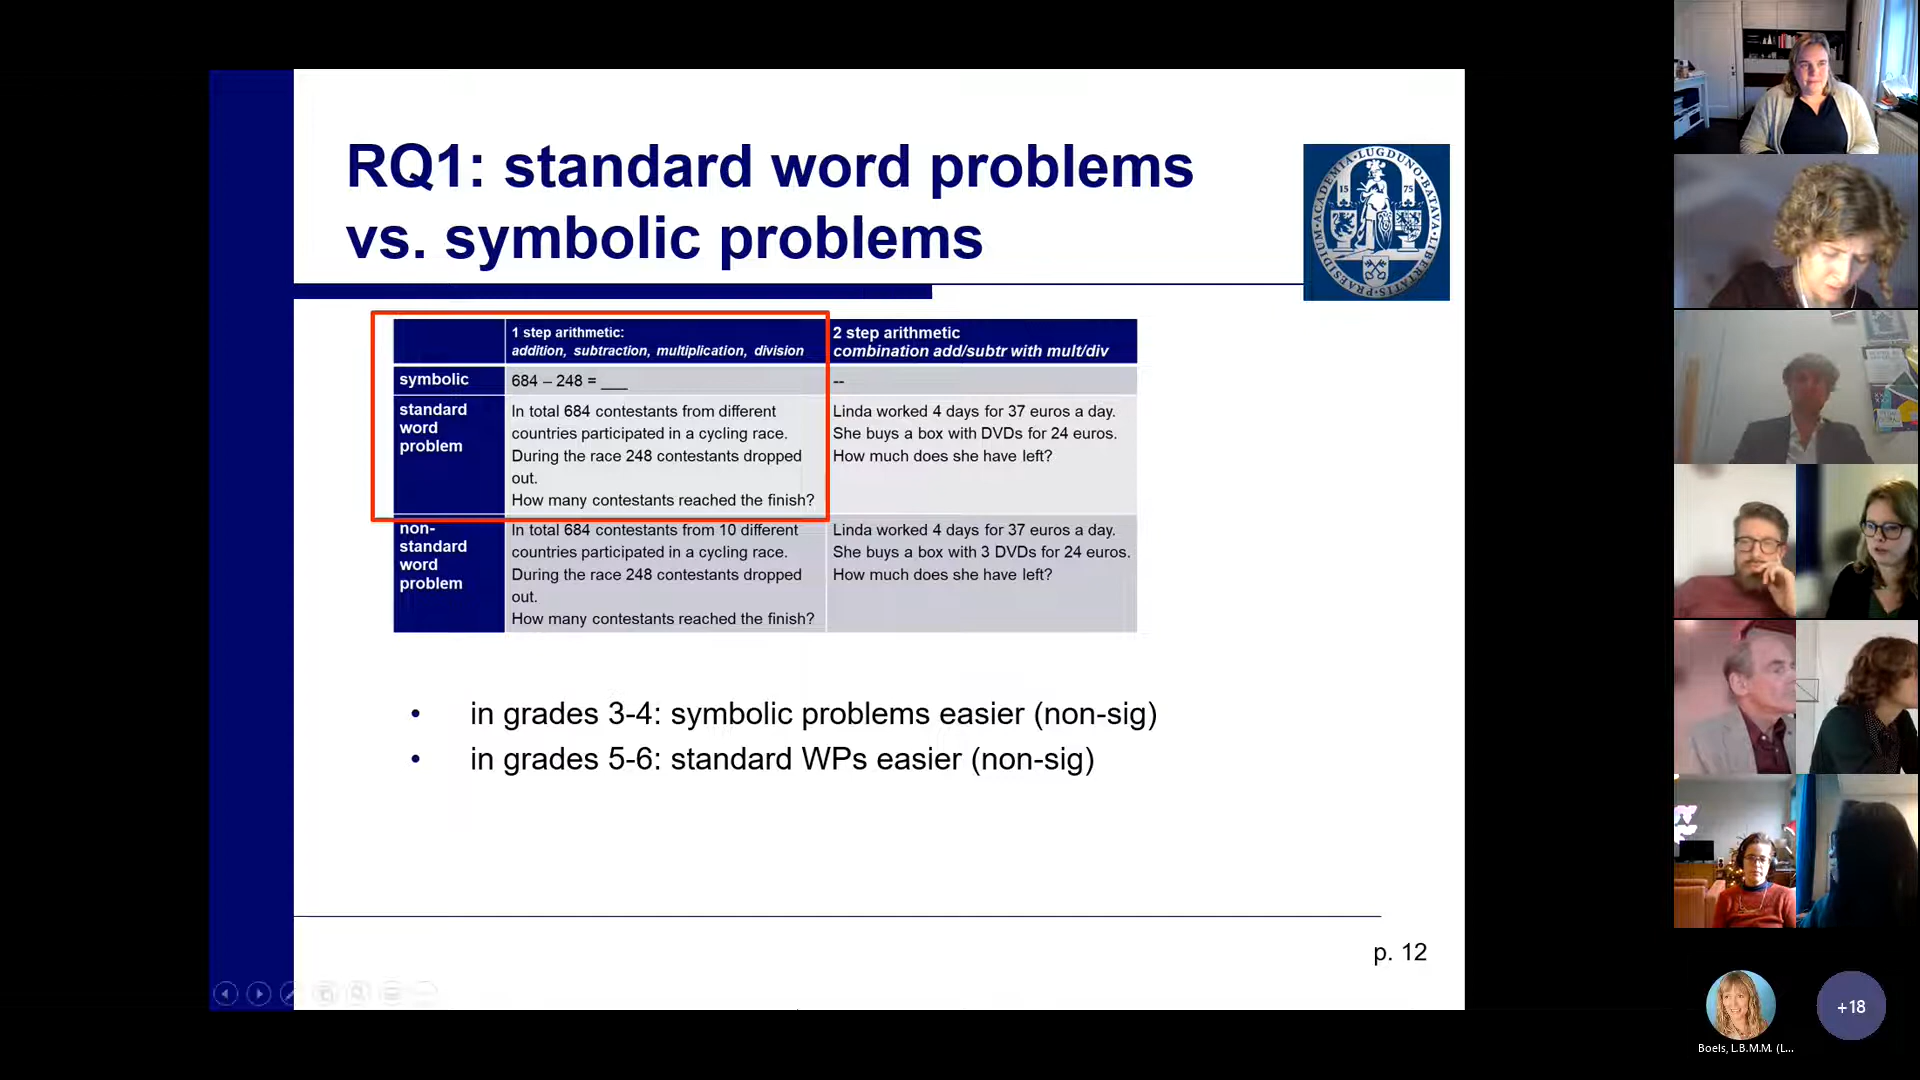 RQ1: standard word problems
vs. symbolic problems
ACADEMIA·LUGDUNO·BATAVA·LIBERTATIS·PRAESIDIUM·
15 75
1 step arithmetic:
addition, subtraction, multiplication, division
2 step arithmetic
combination add/subtr with mult/div
symbolic
684 – 248 = ___
--
standard
word
problem
In total 684 contestants from different
countries participated in a cycling race.
During the race 248 contestants dropped
out.
How many contestants reached the finish?
Linda worked 4 days for 37 euros a day.
She buys a box with DVDs for 24 euros.
How much does she have left?
non-
standard
word
problem
In total 684 contestants from 10 different
countries participated in a cycling race.
During the race 248 contestants dropped
out.
How many contestants reached the finish?
Linda worked 4 days for 37 euros a day.
She buys a box with 3 DVDs for 24 euros.
How much does she have left?
• in grades 3-4: symbolic problems easier (non-sig)
• in grades 5-6: standard WPs easier (non-sig)
p. 12
+18
Boels, L.B.M.M. (L...